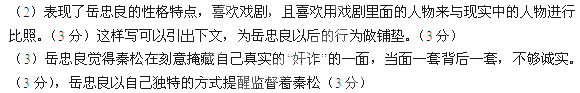 （2）表现了岳忠良的性格特点，喜欢戏剧，且喜欢用戏剧里面的人物来与现实中的人物进行
比照。（3 分）这样写可以引出下文，为岳忠良以后的行为做铺垫。（3 分）
（3）岳忠良觉得秦松在刻意掩藏自己真实的“奸诈”的一面，当面一套背后一套，不够诚实。
（3 分），岳忠良以自己独特的方式提醒监督着秦松（3 分）